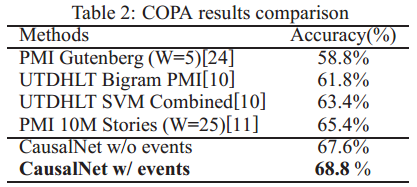 Table 2: COPA results comparison
Methods Accuracy(%)
PMI Gutenberg (W=5)[24] 58.8%
UTDHLT Bigram PMI[10] 61.8%
UTDHLT SVM Combined[10] 63.4%
PMI 10M Stories (W=25)[11] 65.4%
CausalNet w/o events 67.6%
CausalNet w/ events 68.8 %